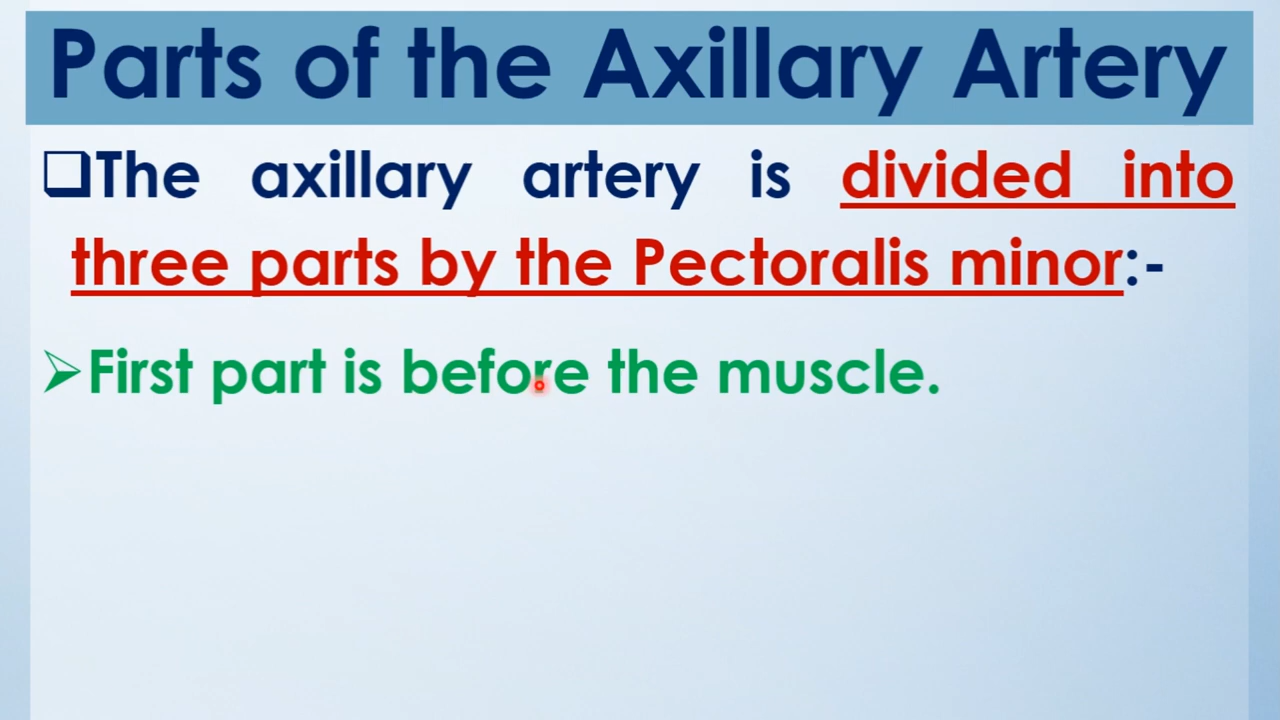 Parts of the Axillary Artery
❑The axillary artery is divided into
three parts by the Pectoralis minor:-
➢First part is before the muscle.